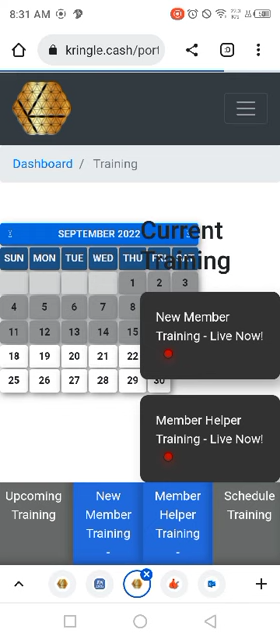 8:31 AM
kringle.cash/port
Dashboard / Training
Current
Training
SEPTEMBER 2022
SUN MON TUE WED THU FRI SAT
1 2 3
4 5 6 7 8
11 12 13 14 15
18 19 20 21 22
25 26 27 28 29 30
New Member
Training - Live Now!
Member Helper
Training - Live Now!
Upcoming
Training
New
Member
Training
-
Member
Helper
Training
-
Schedule
Training